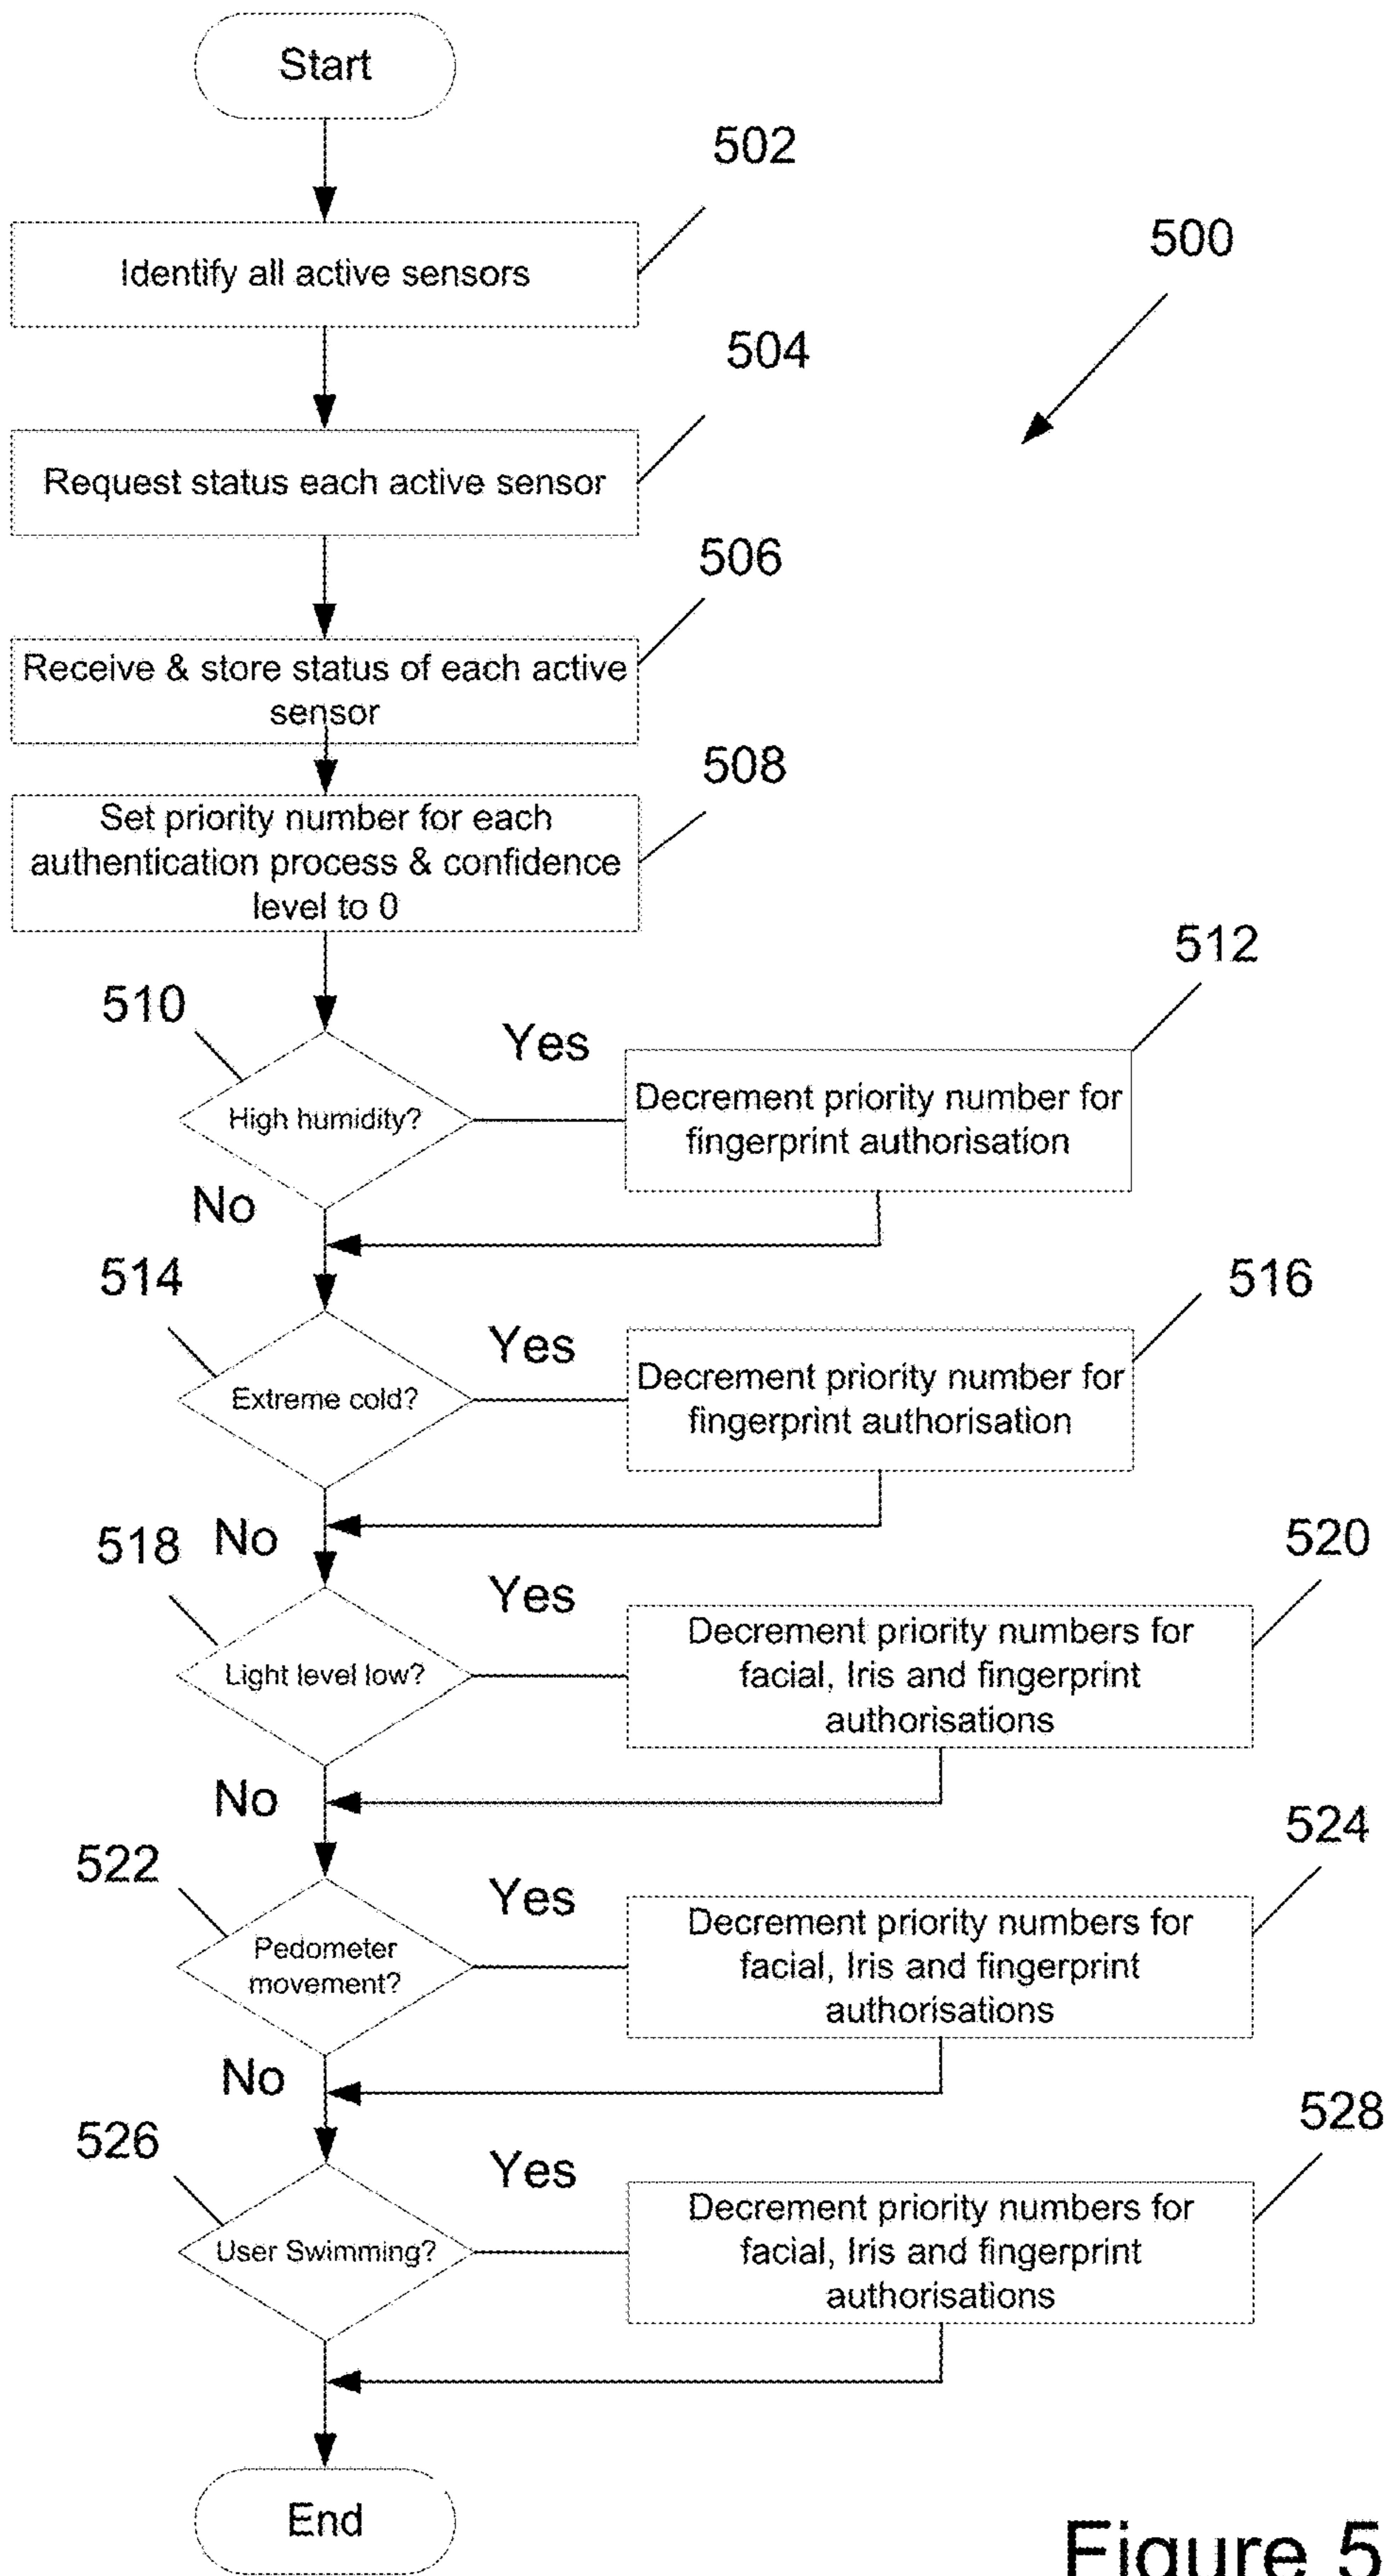 Start
502
Identify all active sensors
500
504
Request status each active sensor
506
Receive & store status of each active
sensor
508
Set priority number for each
authentication process & confidence
level to 0
512
510
Yes
High humidity?
Decrement priority number for
fingerprint authorisation
No
514
516
Yes
Extreme cold?
Decrement priority number for
fingerprint authorisation
No
518
520
Yes
Light level low?
Decrement priority numbers for
facial, Iris and fingerprint
authorisations
No
522
524
Yes
Pedometer
movement?
Decrement priority numbers for
facial, Iris and fingerprint
authorisations
No
526
528
Yes
User Swimming?
Decrement priority numbers for
facial, Iris and fingerprint
authorisations
End
Figure 5